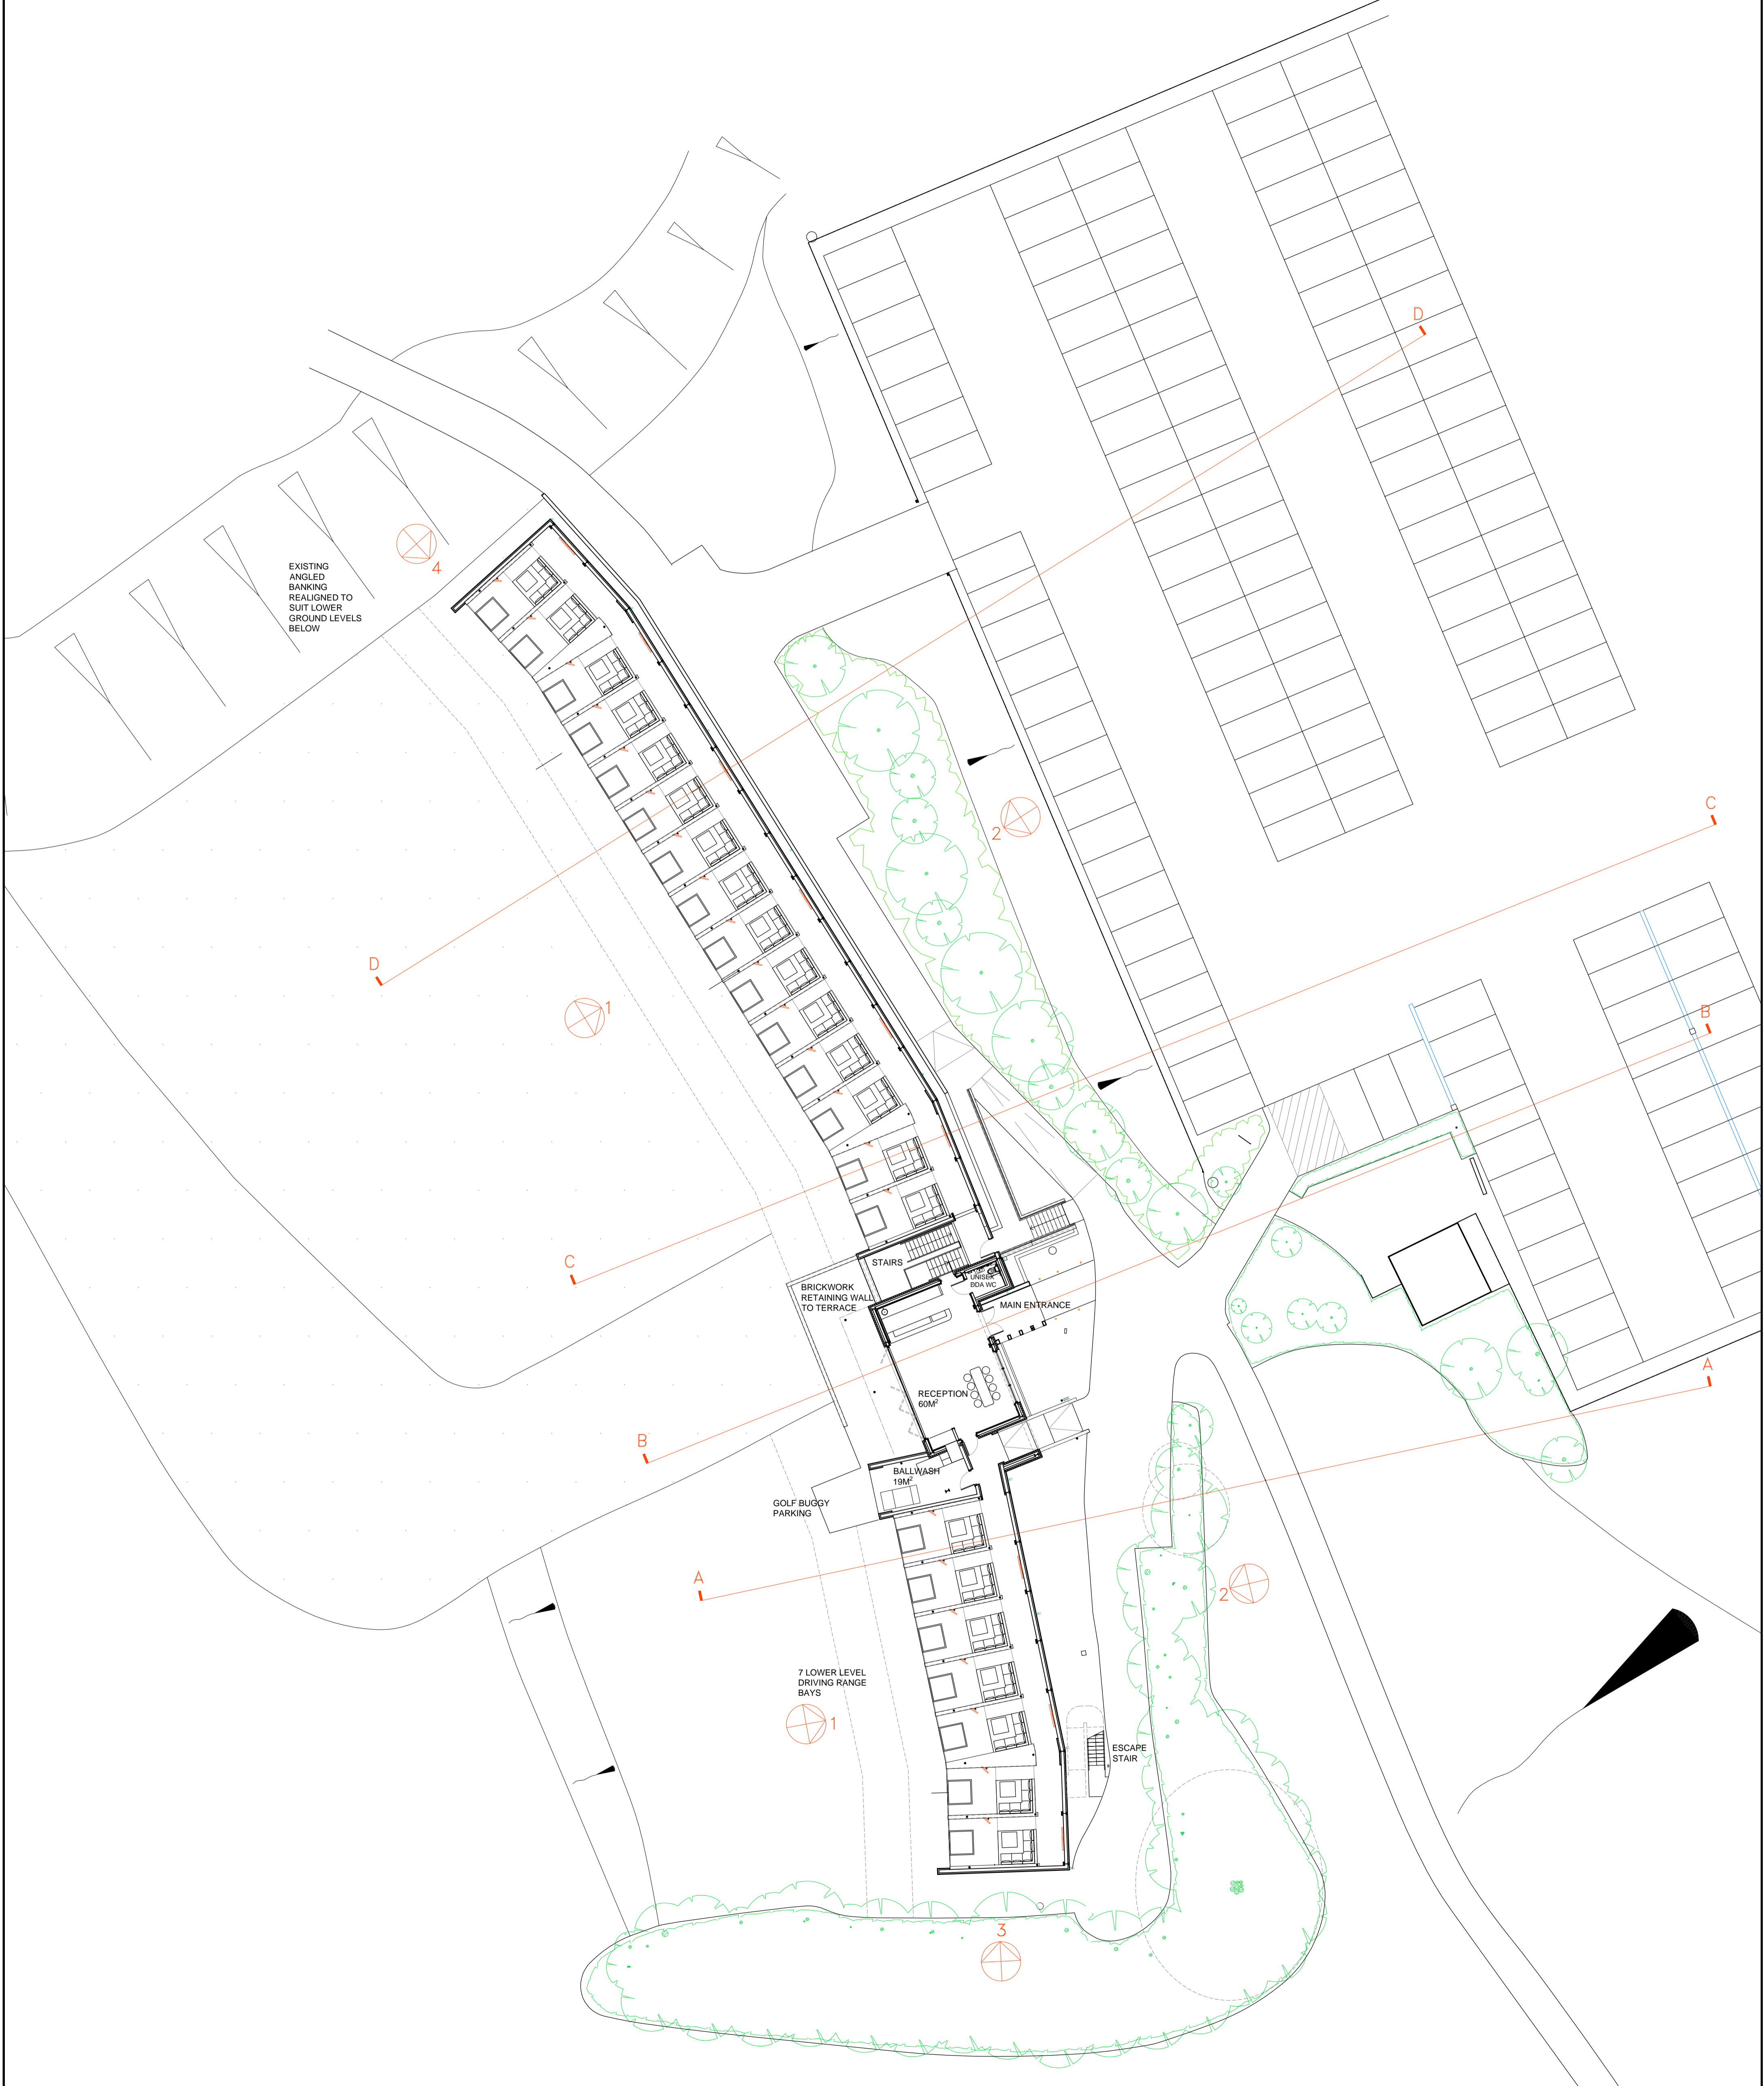 D
C
2
4
EXISTING
ANGLED
BANKING
REALIGNED TO
SUIT LOWER
GROUND LEVELS
BELOW
D
1
B
C
STAIRS
UNISEX
DDA WC
BRICKWORK
RETAINING WALL
TO TERRACE
MAIN ENTRANCE
A
RECEPTION
60M²
B
BALLWASH
19M²
GOLF BUGGY
PARKING
A
2
7 LOWER LEVEL
DRIVING RANGE
BAYS
1
ESCAPE
STAIR
3